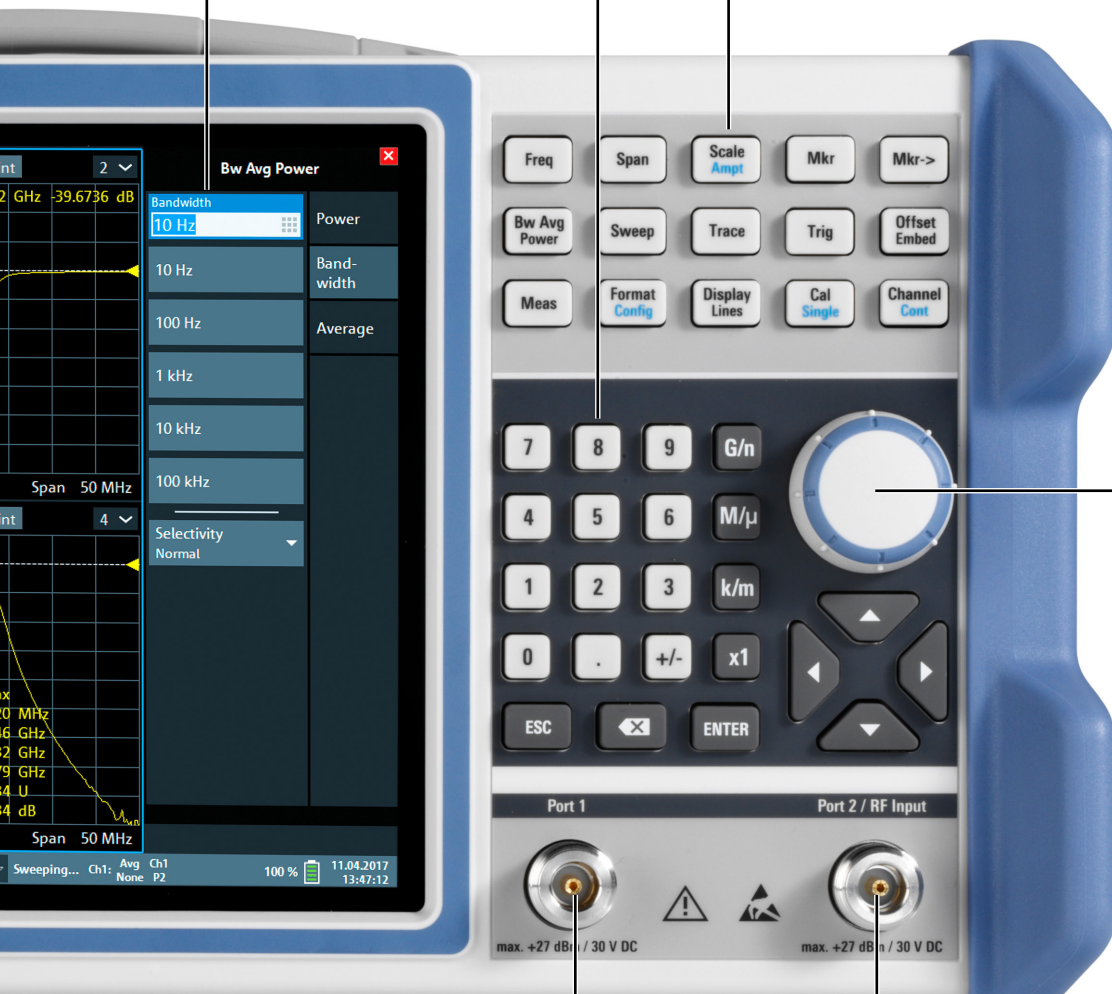 nt
2
Bw Avg Power
2 GHz -39.6736 dB
Bandwidth
10 Hz
Power
10 Hz
Band-
width
100 Hz
Average
1 kHz
10 kHz
100 kHz
Span 50 MHz
int
4
Selectivity
Normal
ax
20 MHz
46 GHz
32 GHz
79 GHz
34 U
34 dB
Span 50 MHz
Sweeping... Ch1: Avg None Ch1 P2
100 %
11.04.2017
13:47:12
Freq
Span
Scale
Ampt
Mkr
Mkr->
Bw Avg
Power
Sweep
Trace
Trig
Offset
Embed
Meas
Format
Config
Display
Lines
Cal
Single
Channel
Cont
7 8 9 G/n
4 5 6 M/µ
1 2 3 k/m
0 . +/- x1
ESC
ENTER
Port 1
Port 2 / RF Input
max. +27 dBm / 30 V DC
max. +27 dBm / 30 V DC